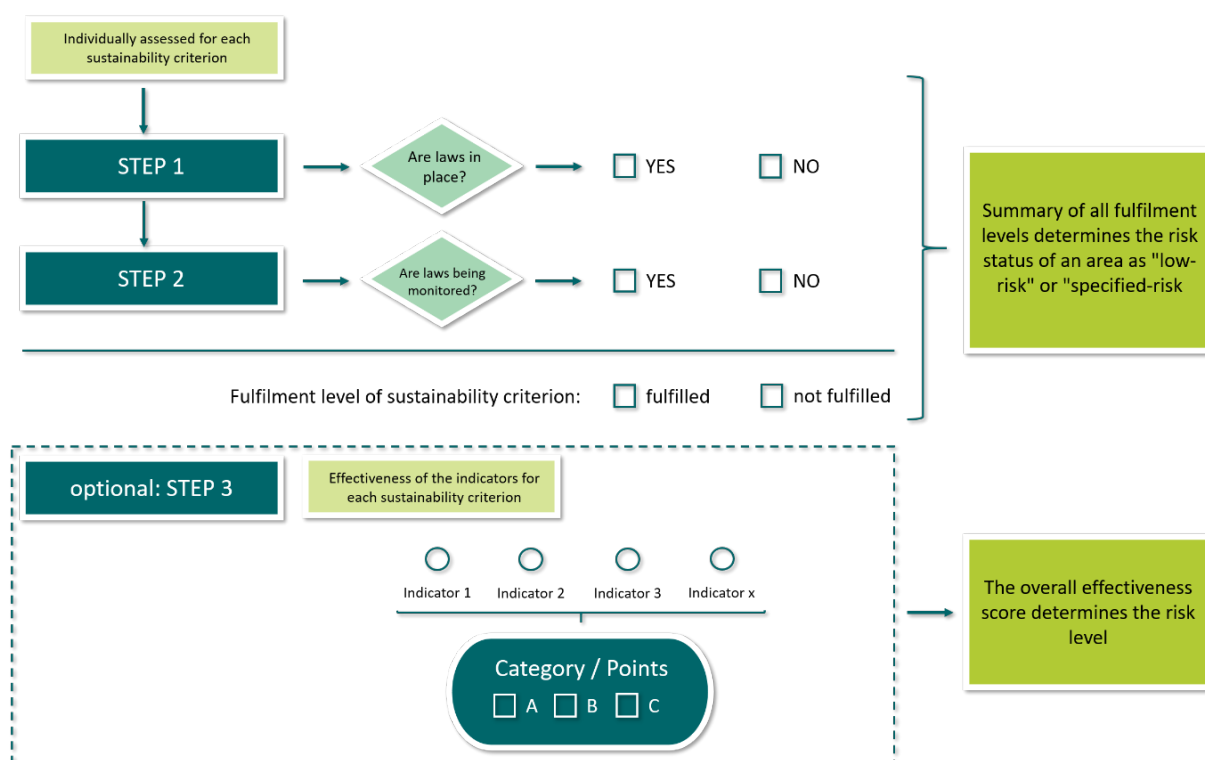 Individually assessed for each
sustainability criterion
STEP 1
Are laws in
place?
YES
NO
STEP 2
Are laws being
monitored?
YES
NO
Fulfilment level of sustainability criterion:
fulfilled
not fulfilled
Summary of all fulfilment
levels determines the risk
status of an area as "low-
risk" or "specified-risk
optional: STEP 3
Effectiveness of the indicators for
each sustainability criterion
Indicator 1
Indicator 2
Indicator 3
Indicator x
Category / Points
A
B
C
The overall effectiveness
score determines the risk
level